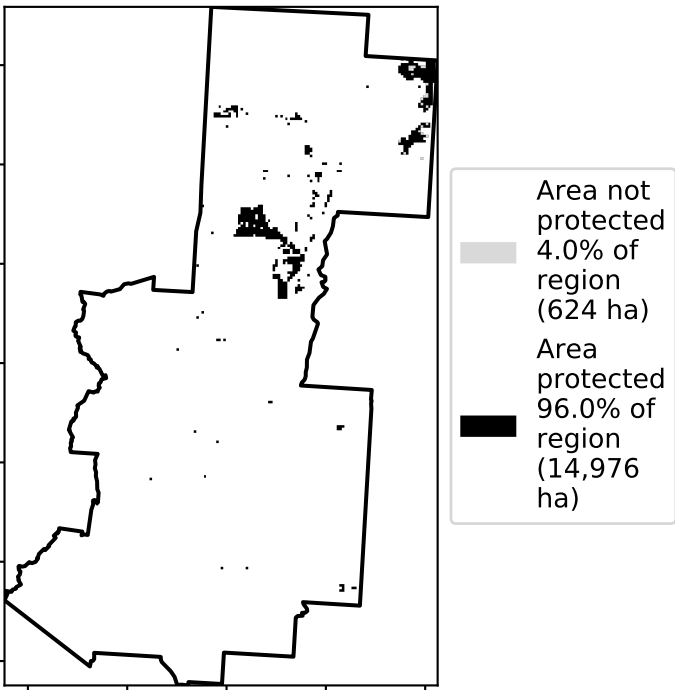 Area not
protected
4.0% of
region
(624 ha)
Area
protected
96.0% of
region
(14,976
ha)